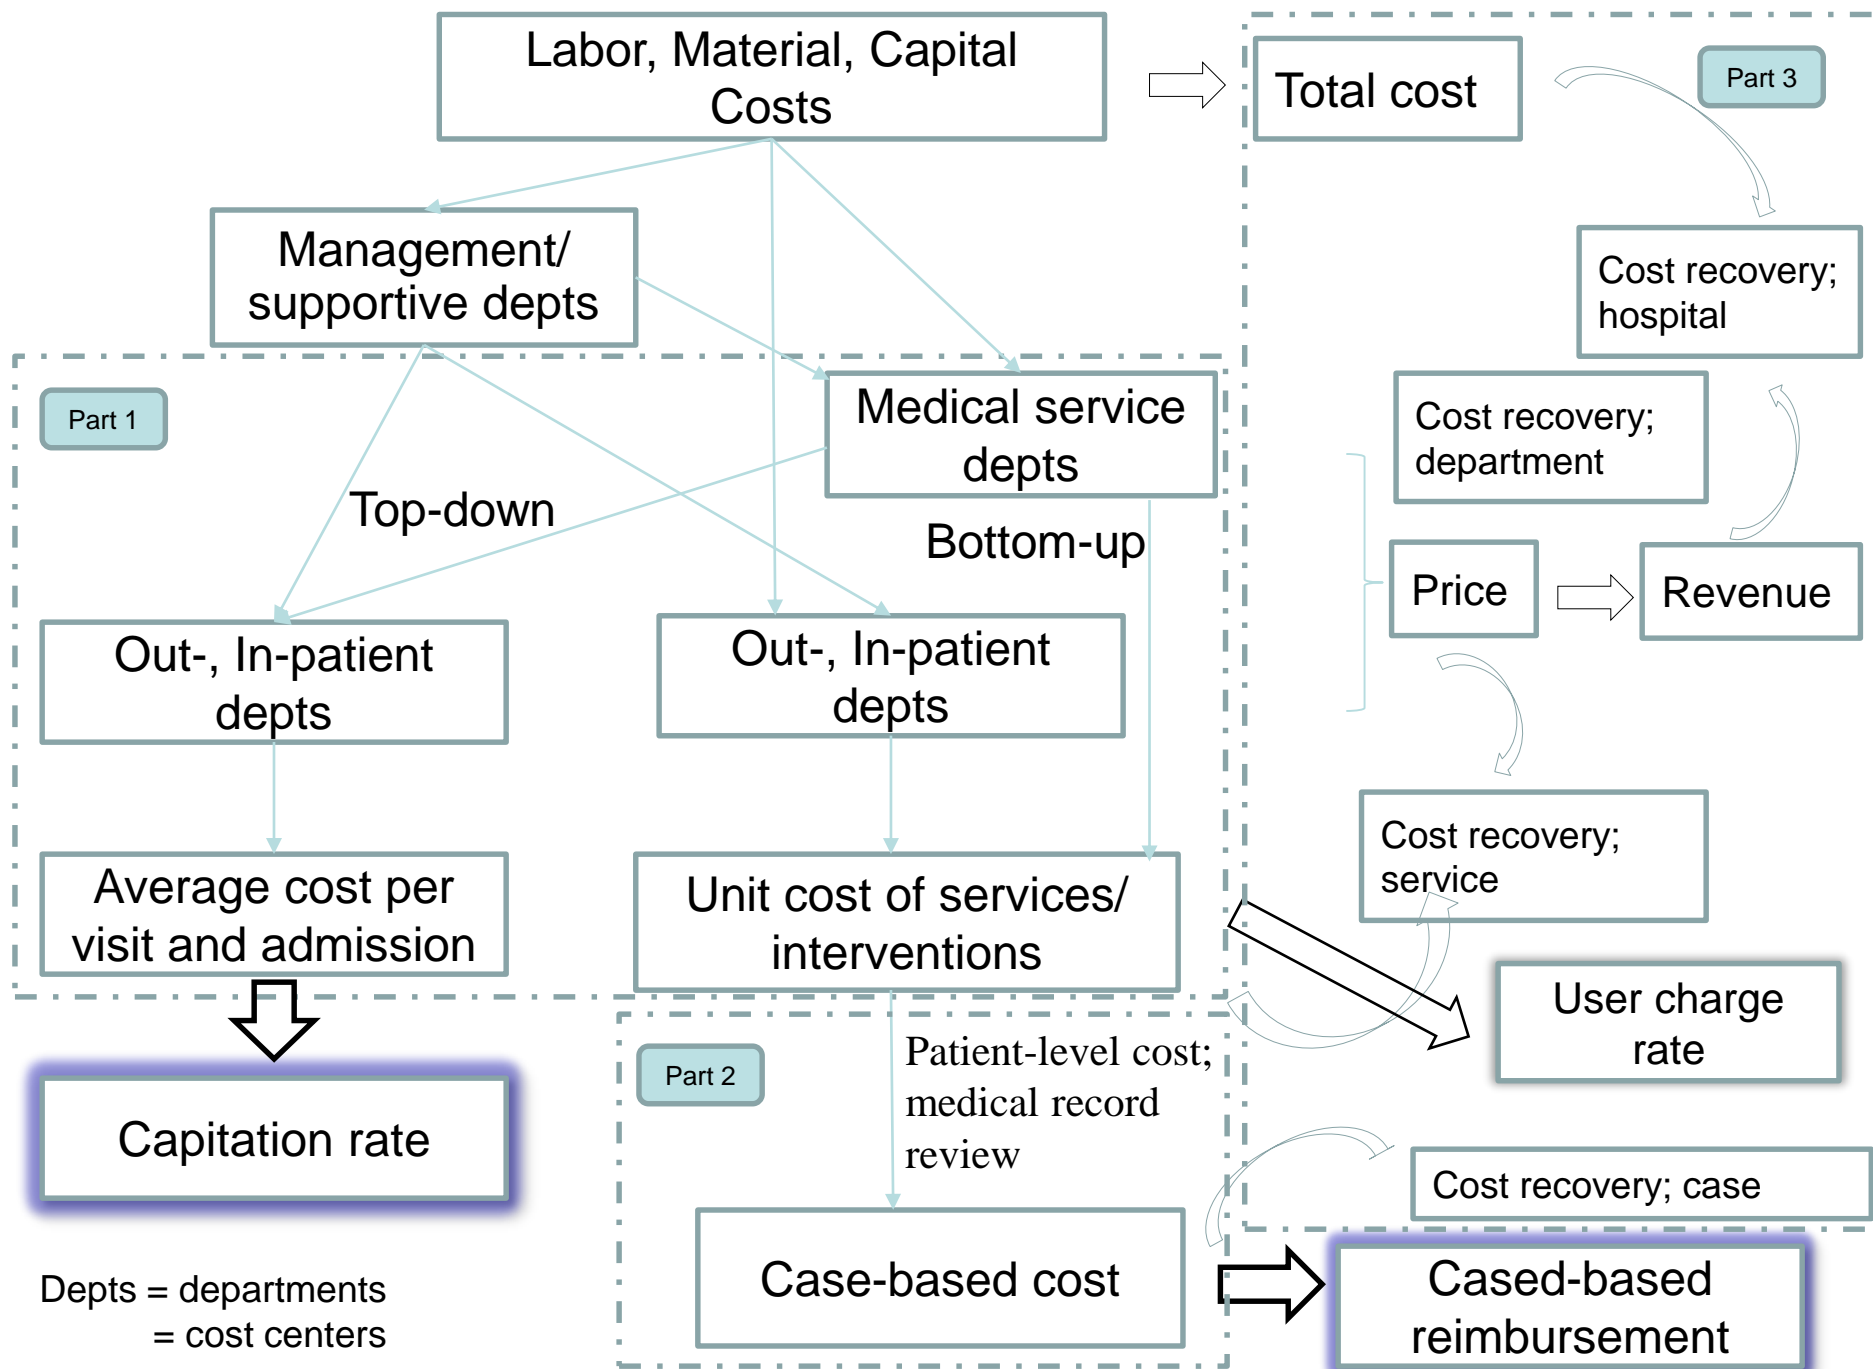 Labor, Material, Capital
Costs
Total cost
Part 3
Management/
supportive depts
Cost recovery;
hospital
Part 1
Medical service
depts
Cost recovery;
department
Top-down
Bottom-up
Price
Revenue
Out-, In-patient
depts
Out-, In-patient
depts
Cost recovery;
service
Average cost per
visit and admission
Unit cost of services/
interventions
User charge
rate
Part 2
Patient-level cost;
medical record
review
Capitation rate
Cost recovery; case
Case-based cost
Cased-based
reimbursement
Depts = departments
= cost centers